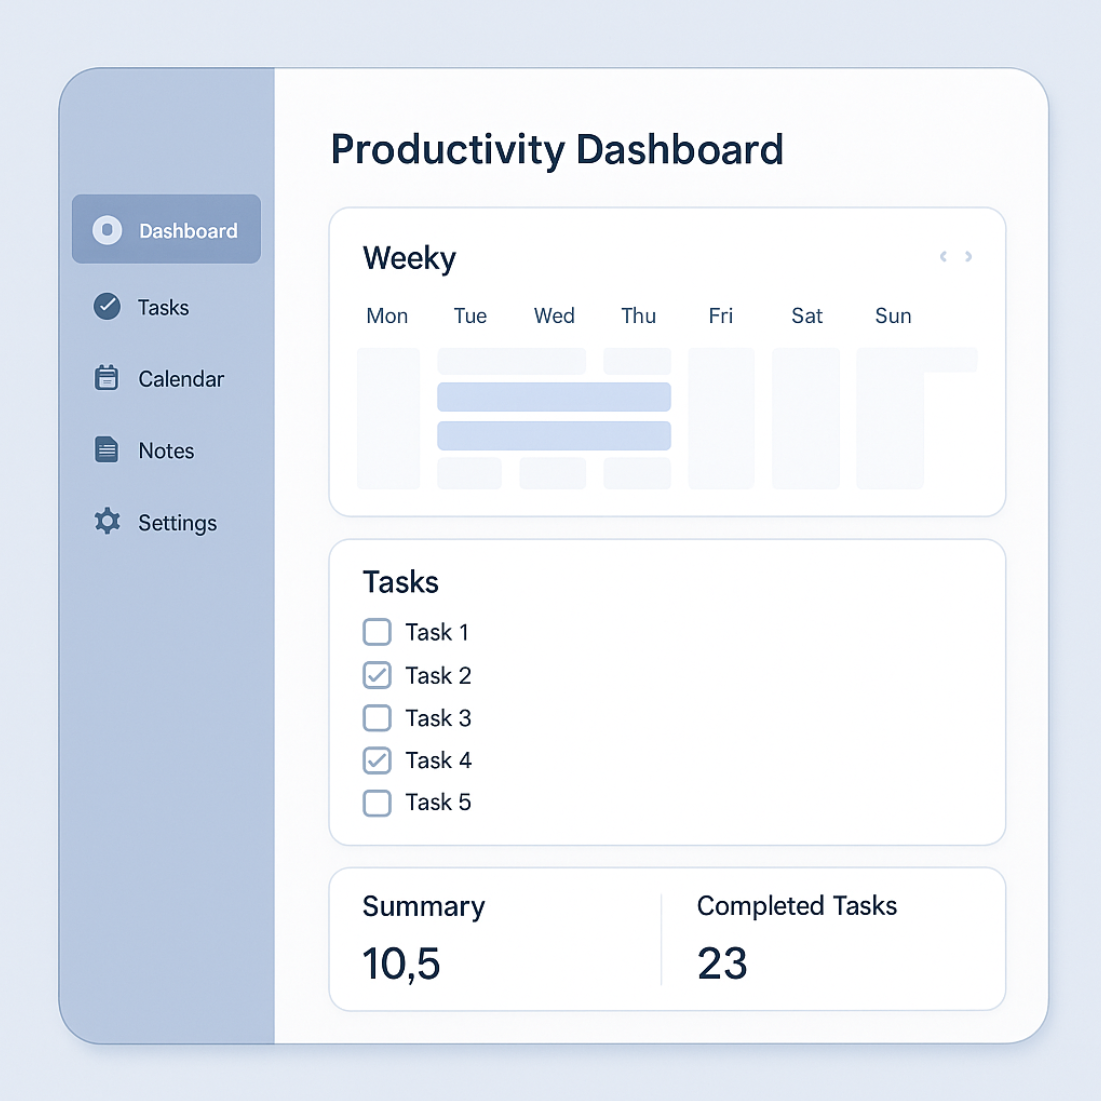 Productivity Dashboard
Dashboard
Tasks
Calendar
Notes
Settings
Weeky
Mon Tue Wed Thu Fri Sat Sun
Tasks
Task 1
Task 2
Task 3
Task 4
Task 5
Summary
10,5
Completed Tasks
23